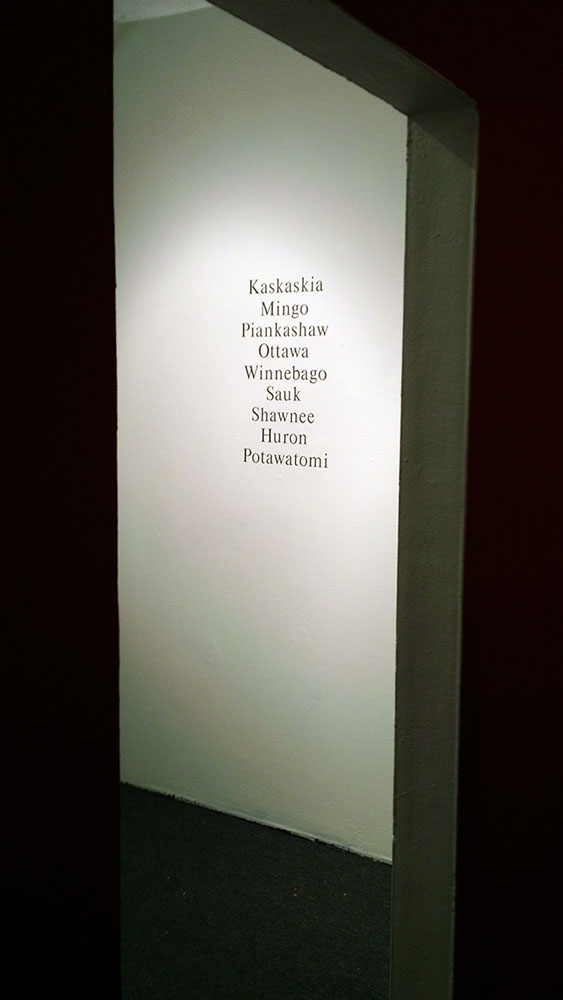 Kaskaskia
Mingo
Piankashaw
Ottawa
Winnebago
Sauk
Shawnee
Huron
Potawatomi